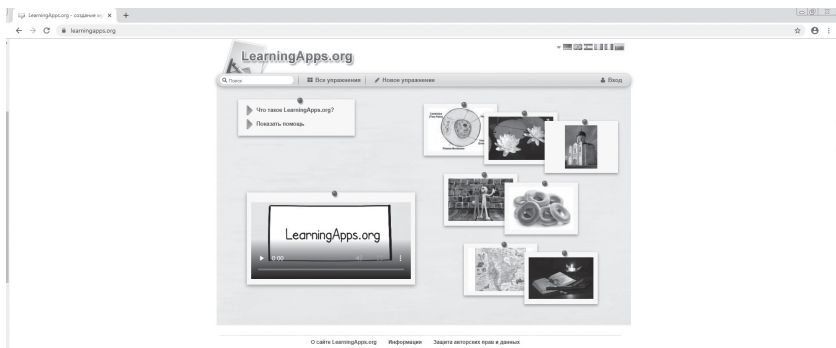 LearningApps.org - создание
learningapps.org
LearningApps.org
Поиск
Все упражнения
Новое упражнение
Вход
Что такое LearningApps.org?
Показать помощь
LearningApps.org
0:00
О сайте LearningApps.org Информация Защита авторских прав и данных